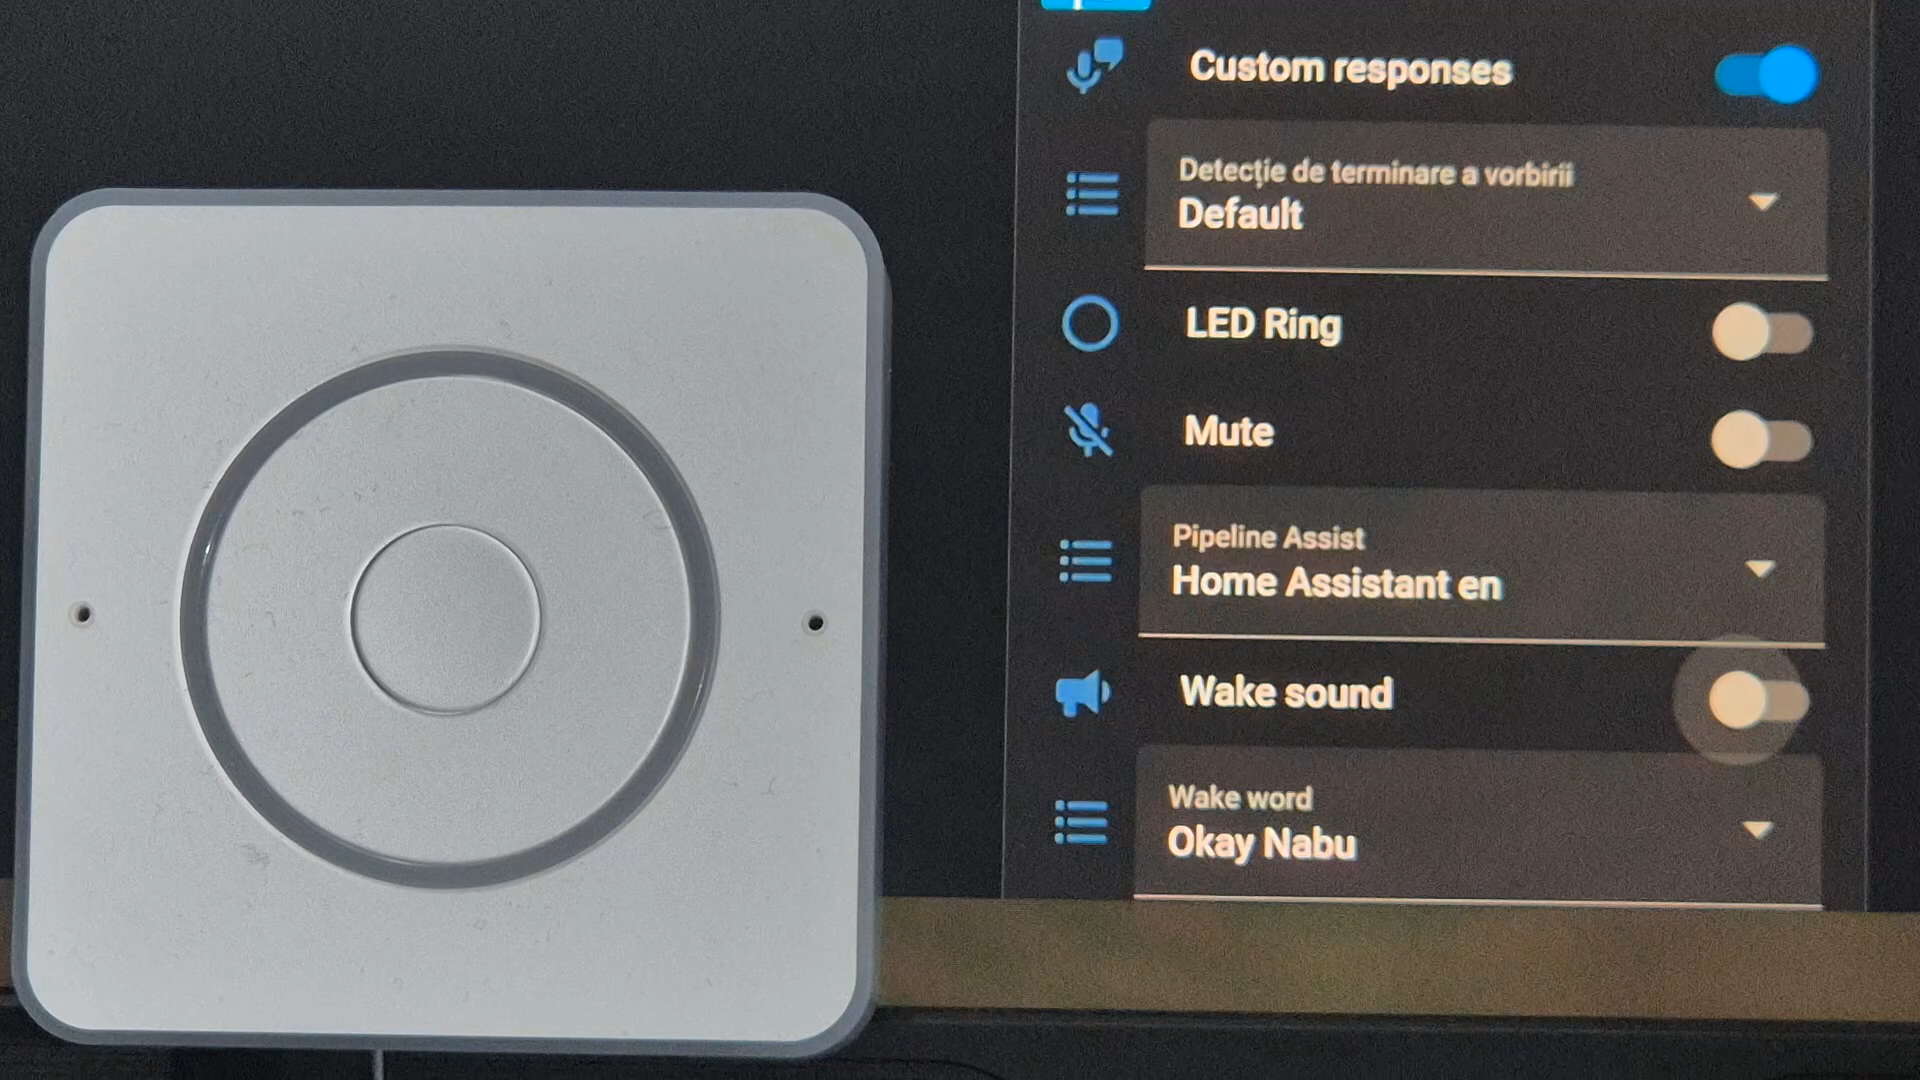 Custom responses
Detecție de terminare a vorbirii
Default
LED Ring
Mute
Pipeline Assist
Home Assistant en
Wake sound
Wake word
Okay Nabu